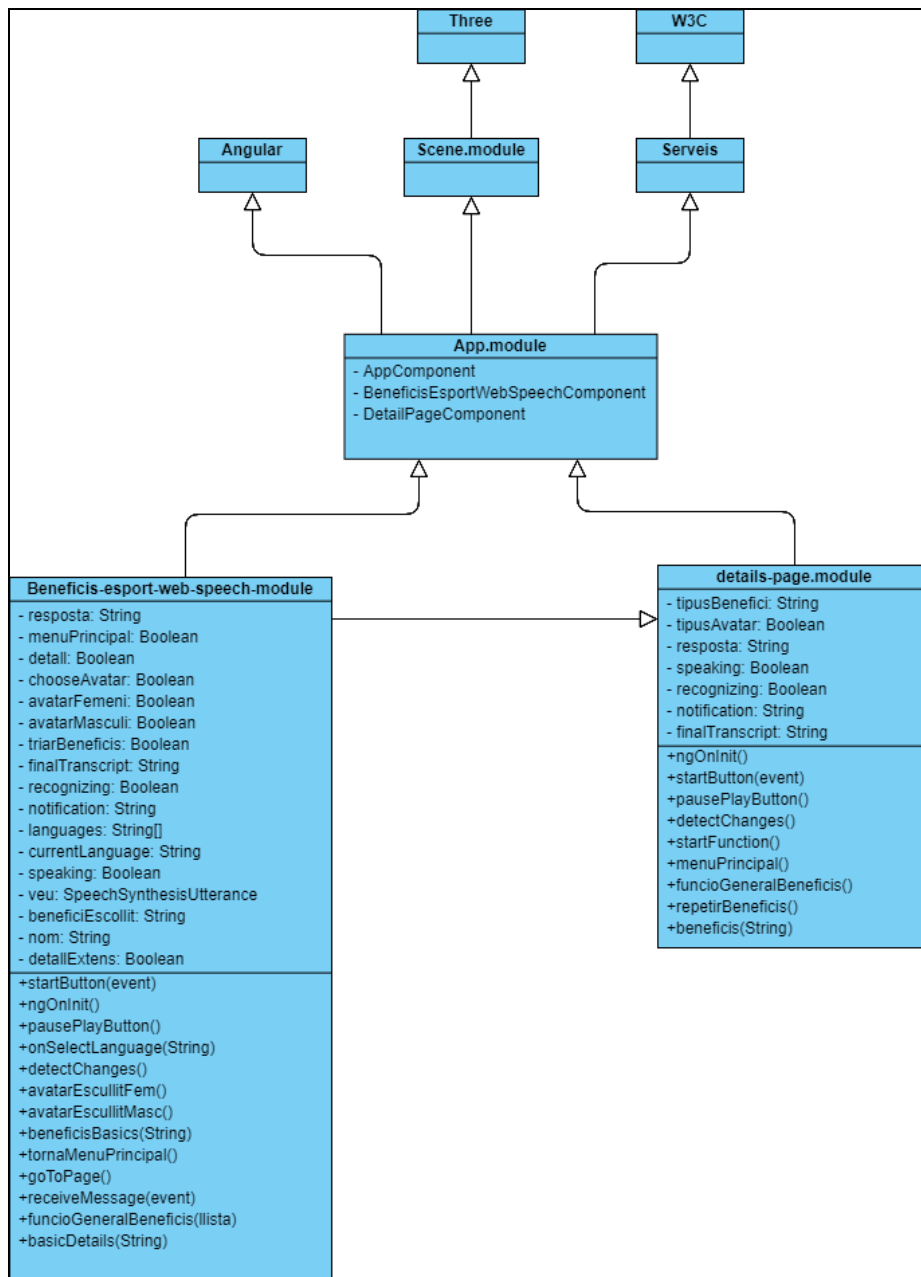 Three
W3C
Angular
Scene.module
Serveis
App.module
- AppComponent
- BeneficisEsportWebSpeechComponent
- DetailPageComponent
Beneficis-esport-web-speech-module
- resposta: String
- menuPrincipal: Boolean
- detall: Boolean
- chooseAvatar: Boolean
- avatarFemeni: Boolean
- avatarMasculi: Boolean
- triarBeneficis: Boolean
- finalTranscript: String
- recognizing: Boolean
- notification: String
- languages: String[]
- currentLanguage: String
- speaking: Boolean
- veu: SpeechSynthesisUtterance
- beneficiEscollit: String
- nom: String
- detallExtens: Boolean
+startButton(event)
+ngOnInit()
+pausePlayButton()
+onSelectLanguage(String)
+detectChanges()
+avatarEscullitFem()
+avatarEscullitMasc()
+beneficisBasics(String)
+tornaMenuPrincipal()
+goToPage()
+receiveMessage(event)
+funcioGeneralBeneficis(llista)
+basicDetails(String)
details-page.module
- tipusBenefici: String
- tipusAvatar: Boolean
- resposta: String
- speaking: Boolean
- recognizing: Boolean
- notification: String
- finalTranscript: String
+ngOnInit()
+startButton(event)
+pausePlayButton()
+detectChanges()
+startFunction()
+menuPrincipal()
+funcioGeneralBeneficis()
+repetirBeneficis()
+beneficis(String)